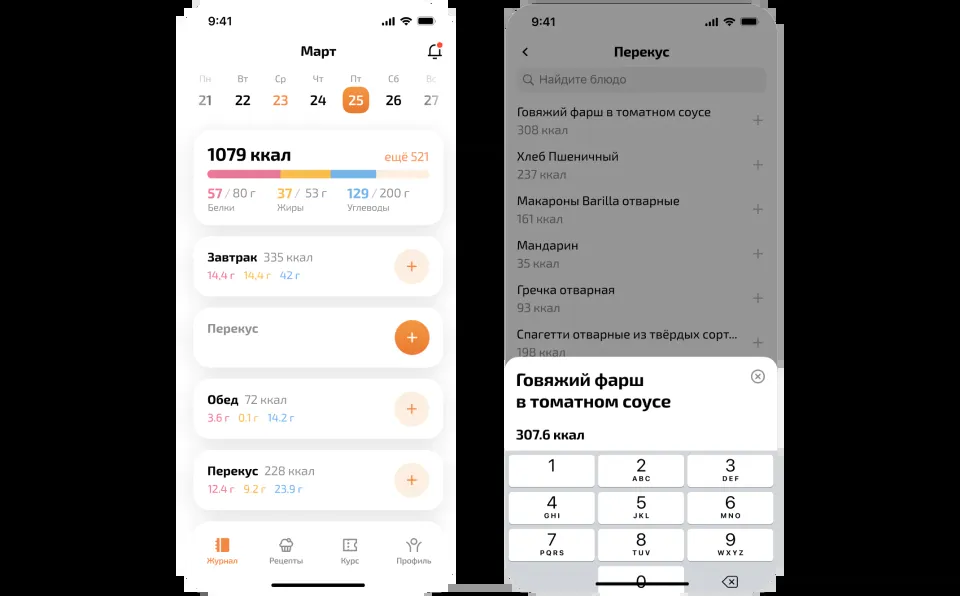 9:41
Март
Пн Вт Ср Чт Пт Сб Вс
21 22 23 24 25 26 27
1079 ккал ещё 521
57 / 80 г 37 / 53 г 129 / 200 г
Белки Жиры Углеводы
Завтрак 335 ккал
14,4 г 14,4 г 42 г
Перекус
Обед 72 ккал
3.6 г 0.1 г 14.2 г
Перекус 228 ккал
12.4 г 9.2 г 23.9 г
Журнал Рецепты Курс Профиль
9:41
Перекус
Найдите блюдо
Говяжий фарш в томатном соусе
308 ккал
Хлеб Пшеничный
237 ккал
Макароны Barilla отварные
161 ккал
Мандарин
35 ккал
Гречка отварная
93 ккал
Спагетти отварные из твёрдых сорт...
198 ккал
Говяжий фарш
в томатном соусе
307.6 ккал
1 2 3
ABC DEF
4 5 6
GHI JKL MNO
7 8 9
PQRS TUV WXYZ
0